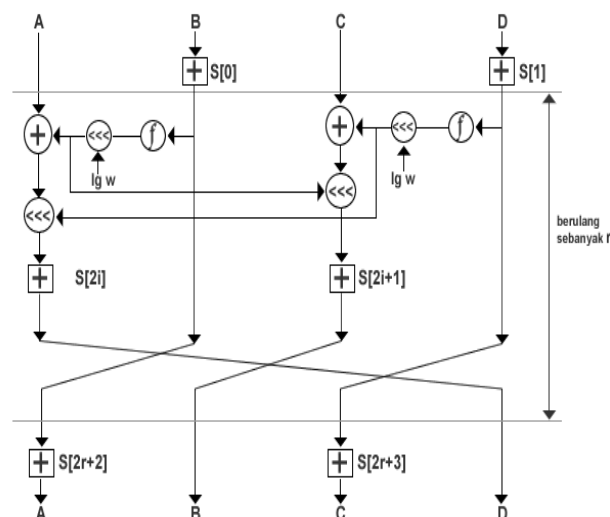 A B C D
+ S[0] + S[1]
+ <<< f + <<< f
lg w <<< lg w
<<<
berulang
sebanyak r
+ S[2i] + S[2i+1]
+ S[2r+2] + S[2r+3]
A B C D